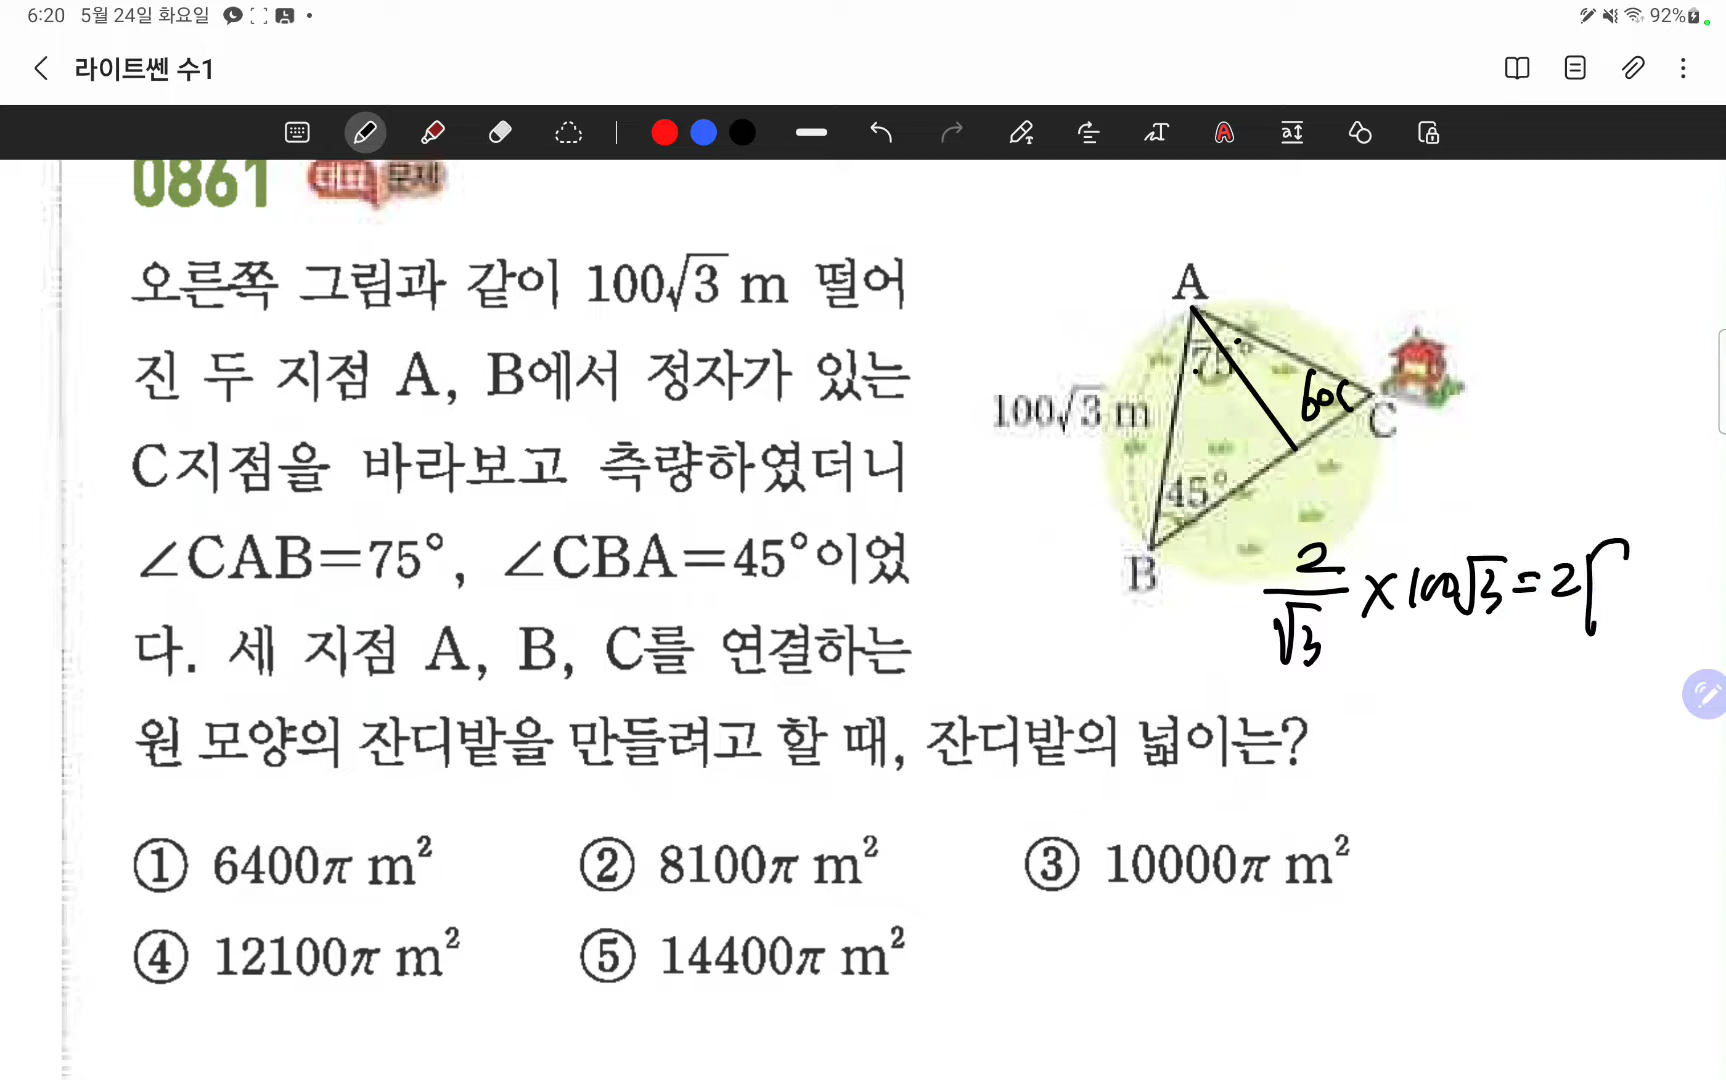 6:20 5월 24일 화요일 92%
라이트쎈 수1
0861 대표 문제
오른쪽 그림과 같이 100√3 m 떨어
진 두 지점 A, B에서 정자가 있는
C지점을 바라보고 측량하였더니
∠CAB=75°, ∠CBA=45°이었
다. 세 지점 A, B, C를 연결하는
원 모양의 잔디밭을 만들려고 할 때, 잔디밭의 넓이는?
A
75°
60
100√3 m
C
45°
B
2/√3 × 100√3 = 2
① 6400π m² ② 8100π m² ③ 10000π m²
④ 12100π m² ⑤ 14400π m²